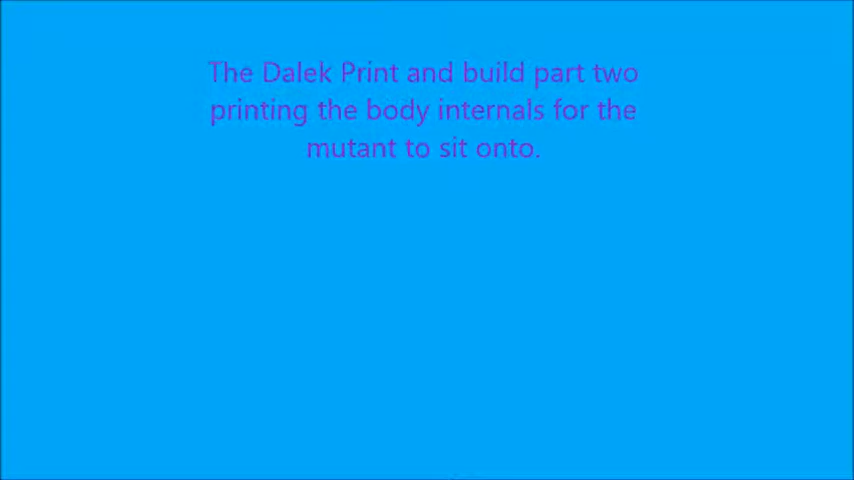 The Dalek Print and build part two
printing the body internals for the
mutant to sit onto.